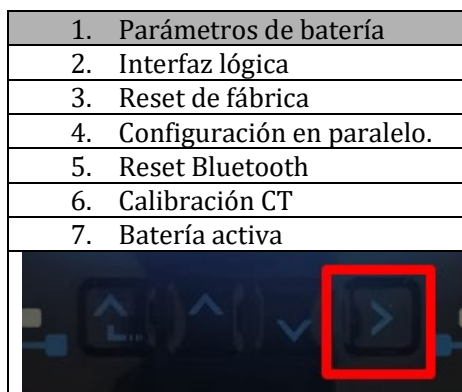 1. Parámetros de batería
2. Interfaz lógica
3. Reset de fábrica
4. Configuración en paralelo.
5. Reset Bluetooth
6. Calibración CT
7. Batería activa